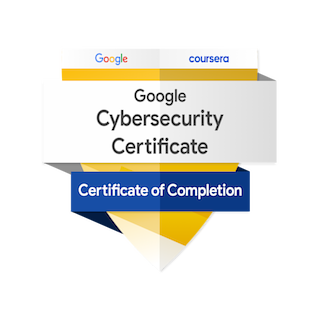 Google coursera
Google
Cybersecurity
Certificate
Certificate of Completion